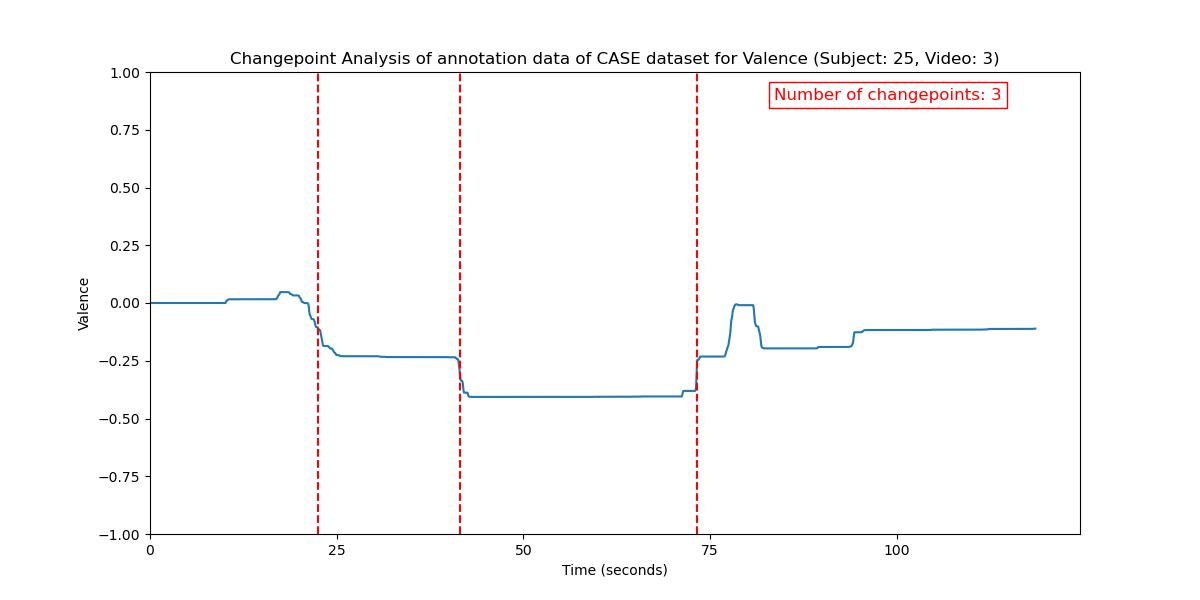 Changepoint Analysis of annotation data of CASE dataset for Valence (Subject: 25, Video: 3)
Number of changepoints: 3
1.00
0.75
0.50
0.25
0.00
−0.25
−0.50
−0.75
−1.00
Valence
0 25 50 75 100
Time (seconds)